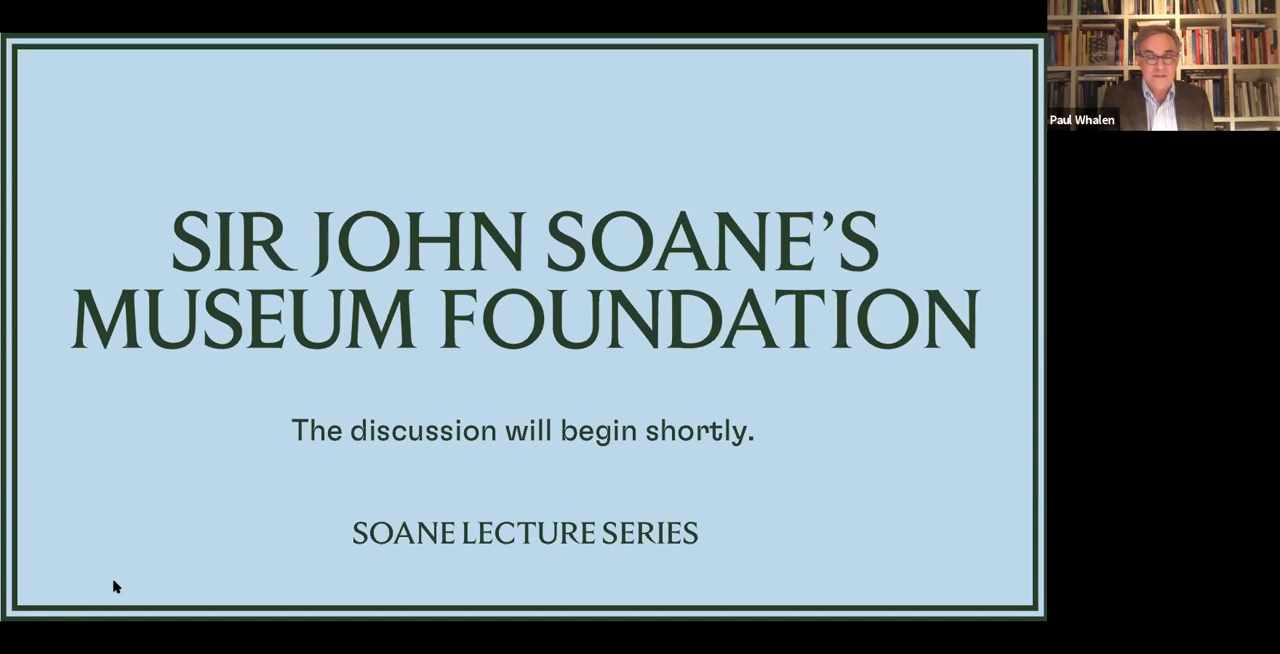 SIR JOHN SOANE’S
MUSEUM FOUNDATION
The discussion will begin shortly.
SOANE LECTURE SERIES
Paul Whalen